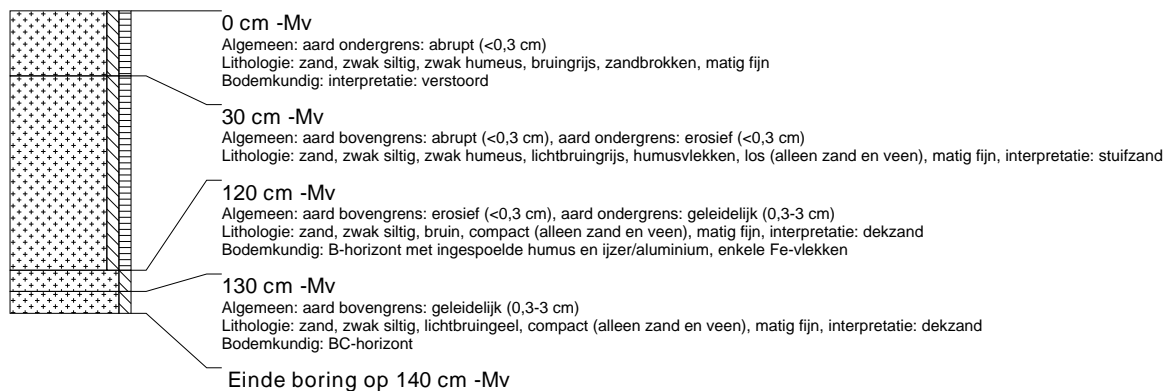 0 cm -Mv
Algemeen: aard ondergrens: abrupt (<0,3 cm)
Lithologie: zand, zwak siltig, zwak humeus, bruingrijs, zandbrokken, matig fijn
Bodemkundig: interpretatie: verstoord
30 cm -Mv
Algemeen: aard bovengrens: abrupt (<0,3 cm), aard ondergrens: erosief (<0,3 cm)
Lithologie: zand, zwak siltig, zwak humeus, lichtbruingrijs, humusvlekken, los (alleen zand en veen), matig fijn, interpretatie: stuifzand
120 cm -Mv
Algemeen: aard bovengrens: erosief (<0,3 cm), aard ondergrens: geleidelijk (0,3-3 cm)
Lithologie: zand, zwak siltig, bruin, compact (alleen zand en veen), matig fijn, interpretatie: dekzand
Bodemkundig: B-horizont met ingespoelde humus en ijzer/aluminium, enkele Fe-vlekken
130 cm -Mv
Algemeen: aard bovengrens: geleidelijk (0,3-3 cm)
Lithologie: zand, zwak siltig, lichtbruingeel, compact (alleen zand en veen), matig fijn, interpretatie: dekzand
Bodemkundig: BC-horizont
Einde boring op 140 cm -Mv